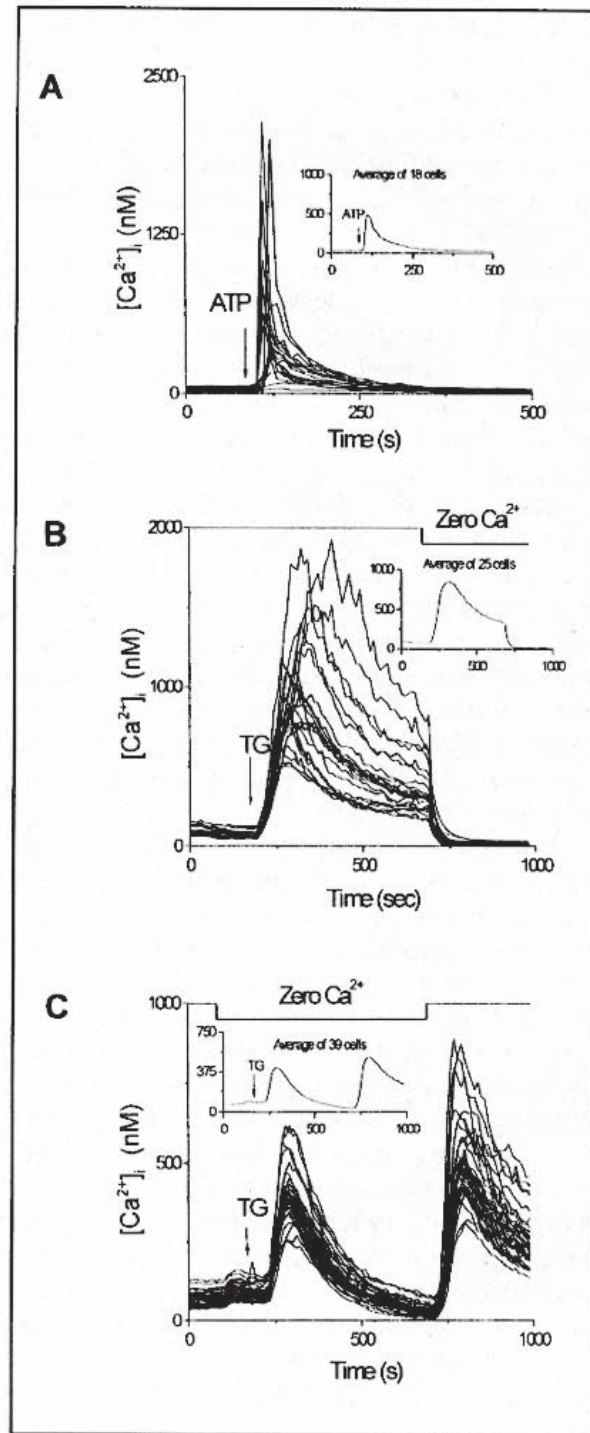 A
2500
1250
0
[Ca²⁺]ᵢ (nM)
ATP
0 250 500
Time (s)
Average of 18 cells
1000
500
0
ATP
0 250 500
B
Zero Ca²⁺
2000
1000
0
[Ca²⁺]ᵢ (nM)
TG
0 500 1000
Time (sec)
Average of 25 cells
1000
500
0
0 500 1000
C
Zero Ca²⁺
1000
500
0
[Ca²⁺]ᵢ (nM)
TG
0 500 1000
Time (s)
Average of 39 cells
750
375
0
TG
0 500 1000